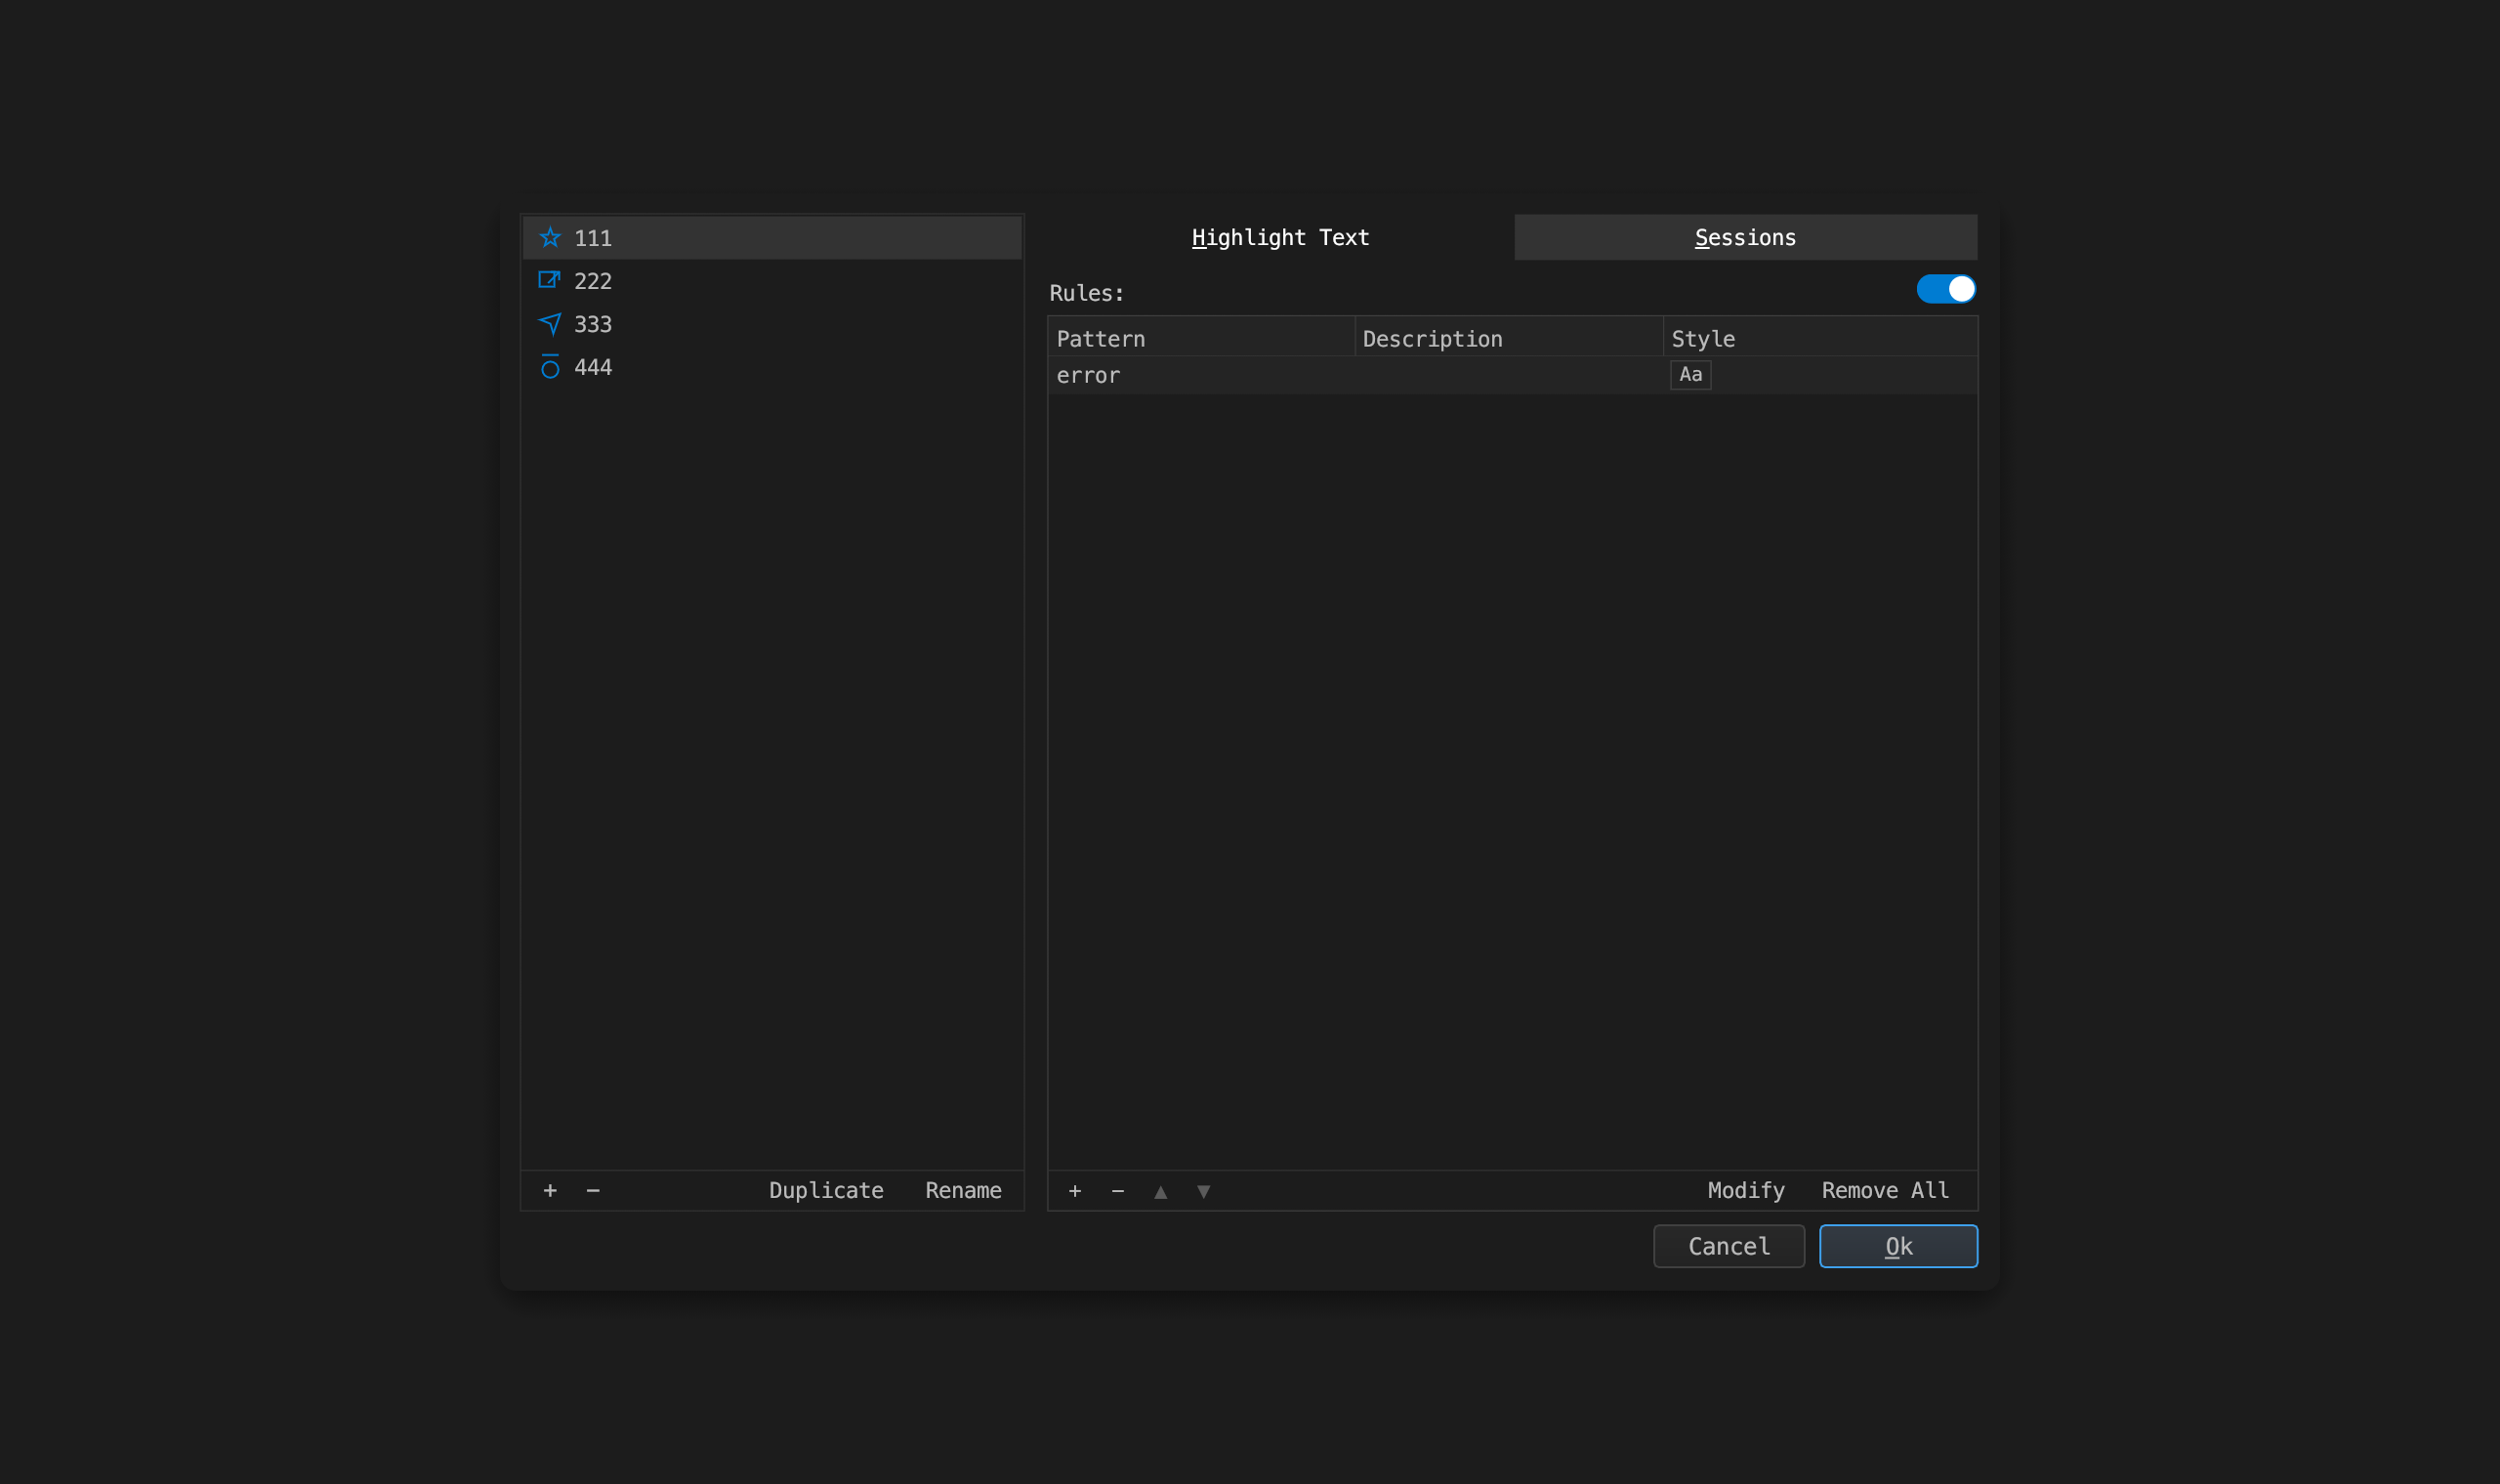 111
222
333
444
+ − Duplicate Rename
Highlight Text Sessions
Rules:
Pattern Description Style
error Aa
+ − ▲ ▼ Modify Remove All
Cancel Ok